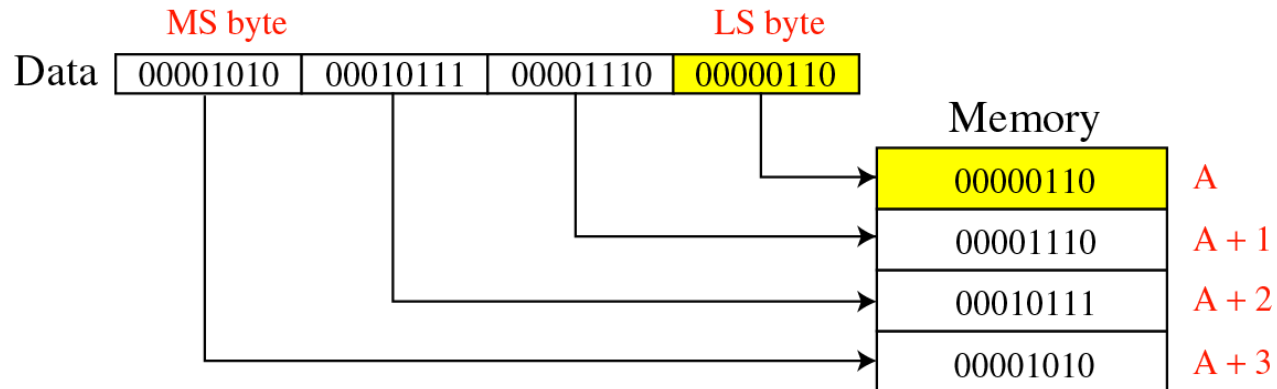 MS byte LS byte
Data 00001010 00010111 00001110 00000110
Memory
00000110 A
00001110 A + 1
00010111 A + 2
00001010 A + 3